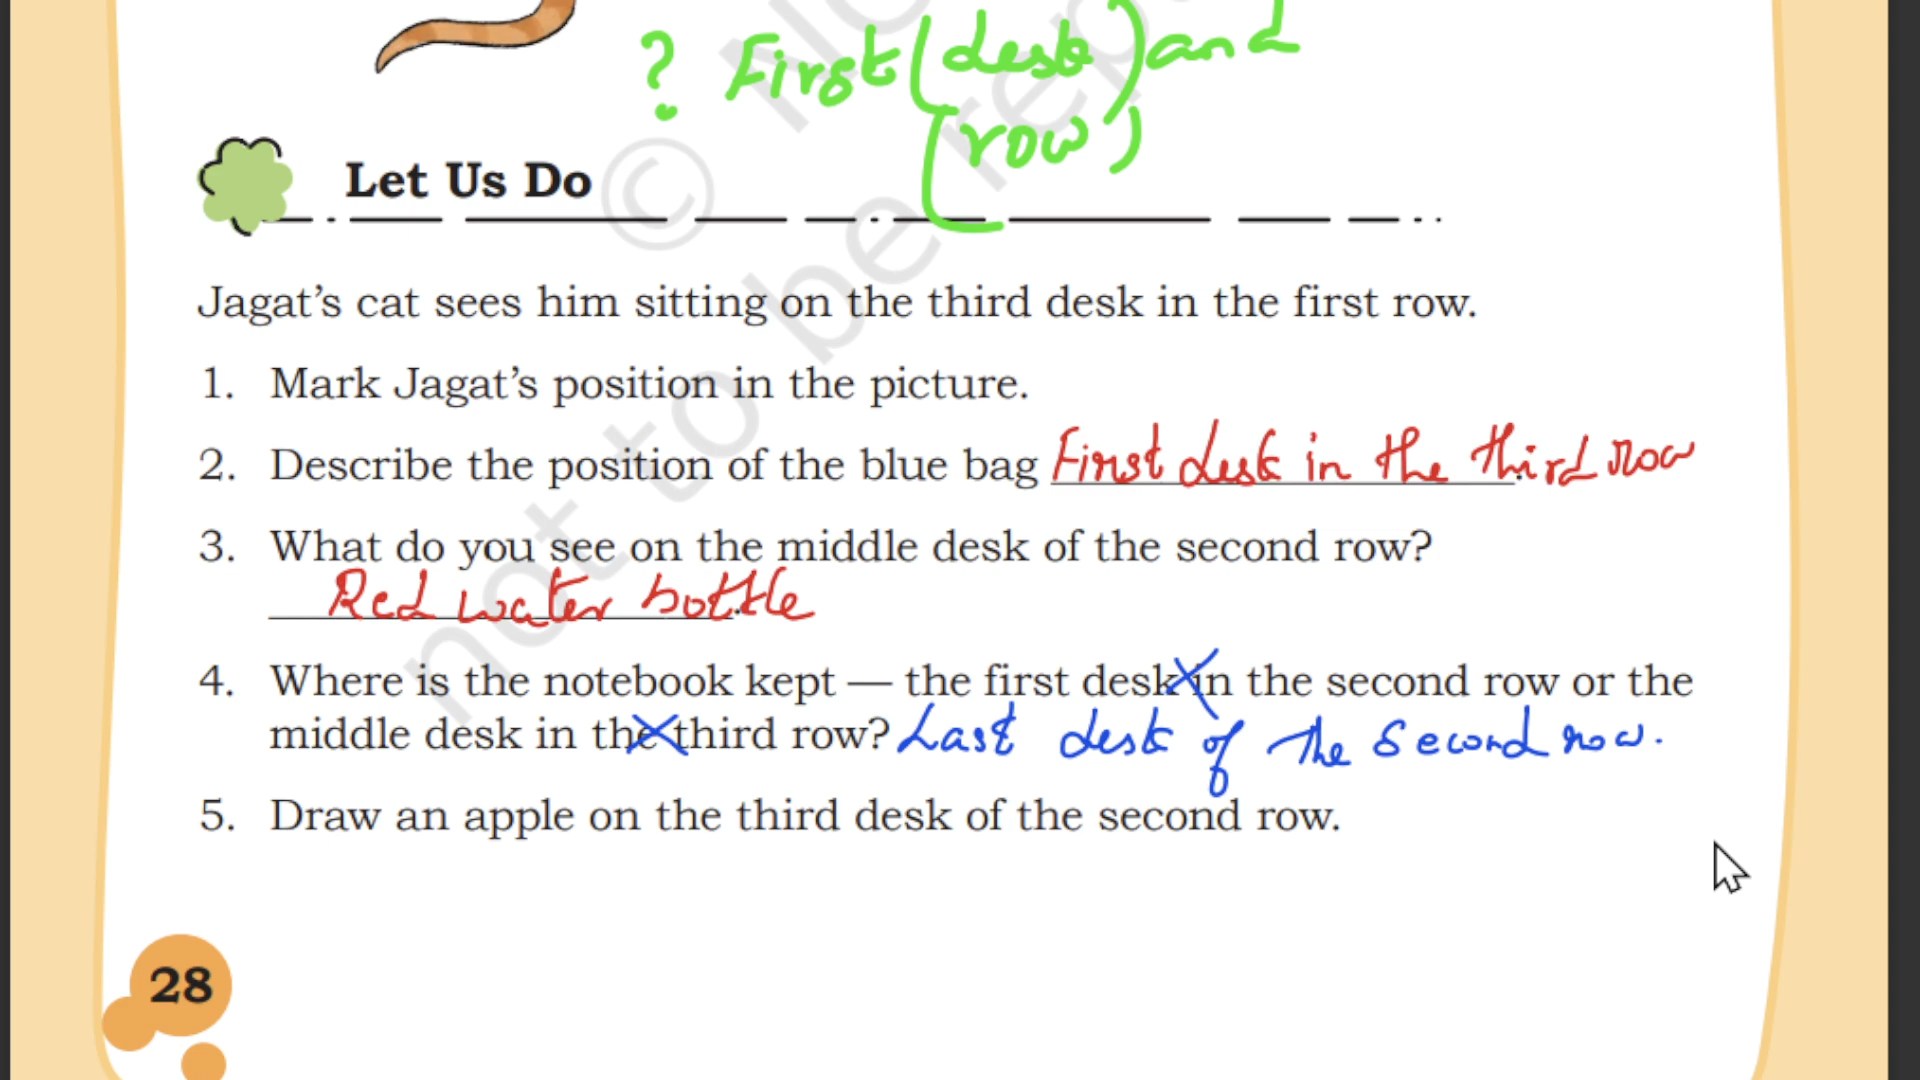 ? First (desk) and
(row)
Let Us Do
© NO
not to be rep
Jagat's cat sees him sitting on the third desk in the first row.
1. Mark Jagat's position in the picture.
2. Describe the position of the blue bag First desk in the third row
3. What do you see on the middle desk of the second row?
Red water bottle.
4. Where is the notebook kept — the first desk in the second row or the
middle desk in the third row? Last desk of the second row.
5. Draw an apple on the third desk of the second row.
28